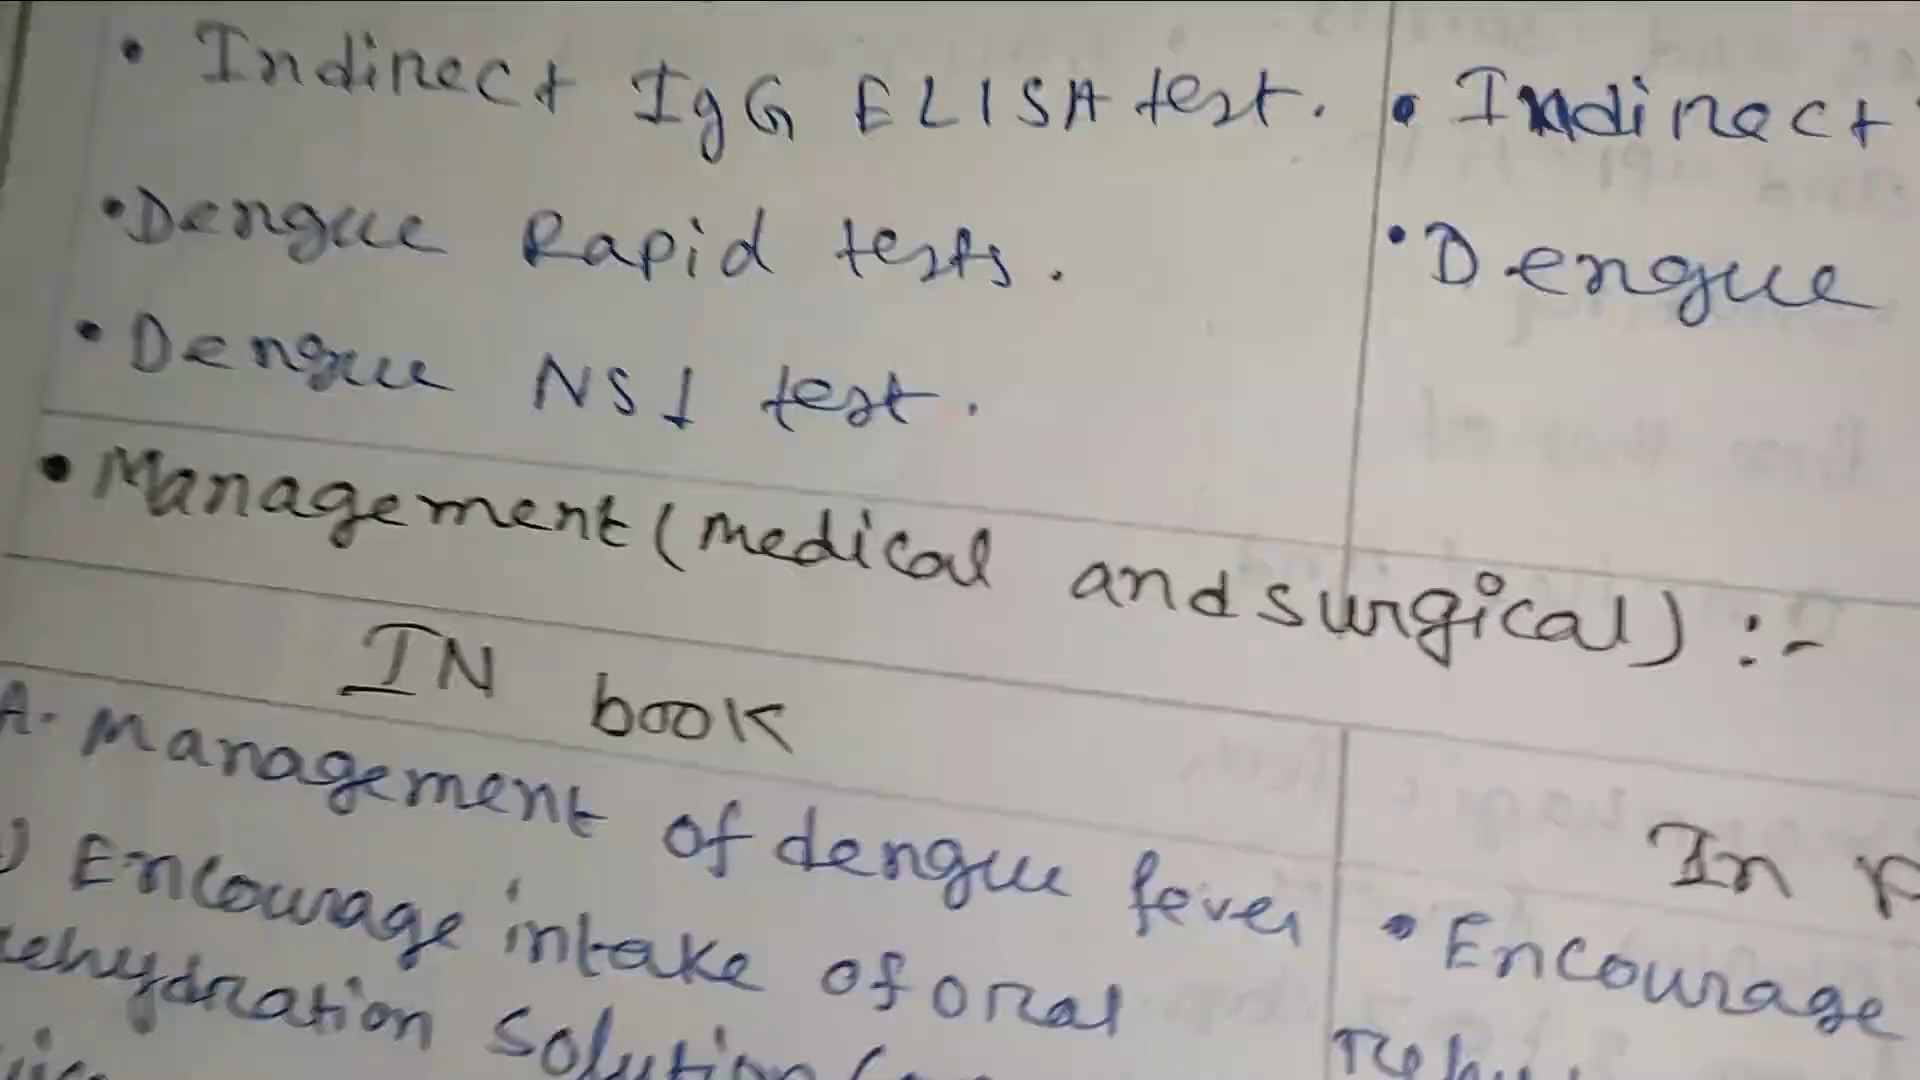 • Indirect IgG ELISA test.
• Indirect
• Dengue Rapid tests.
• Dengue
• Dengue NS1 test.
• Management (medical and surgical) :-
IN book
In
A. Management of dengue fever
) Encourage intake of oral
• Encourage
rehydration solution